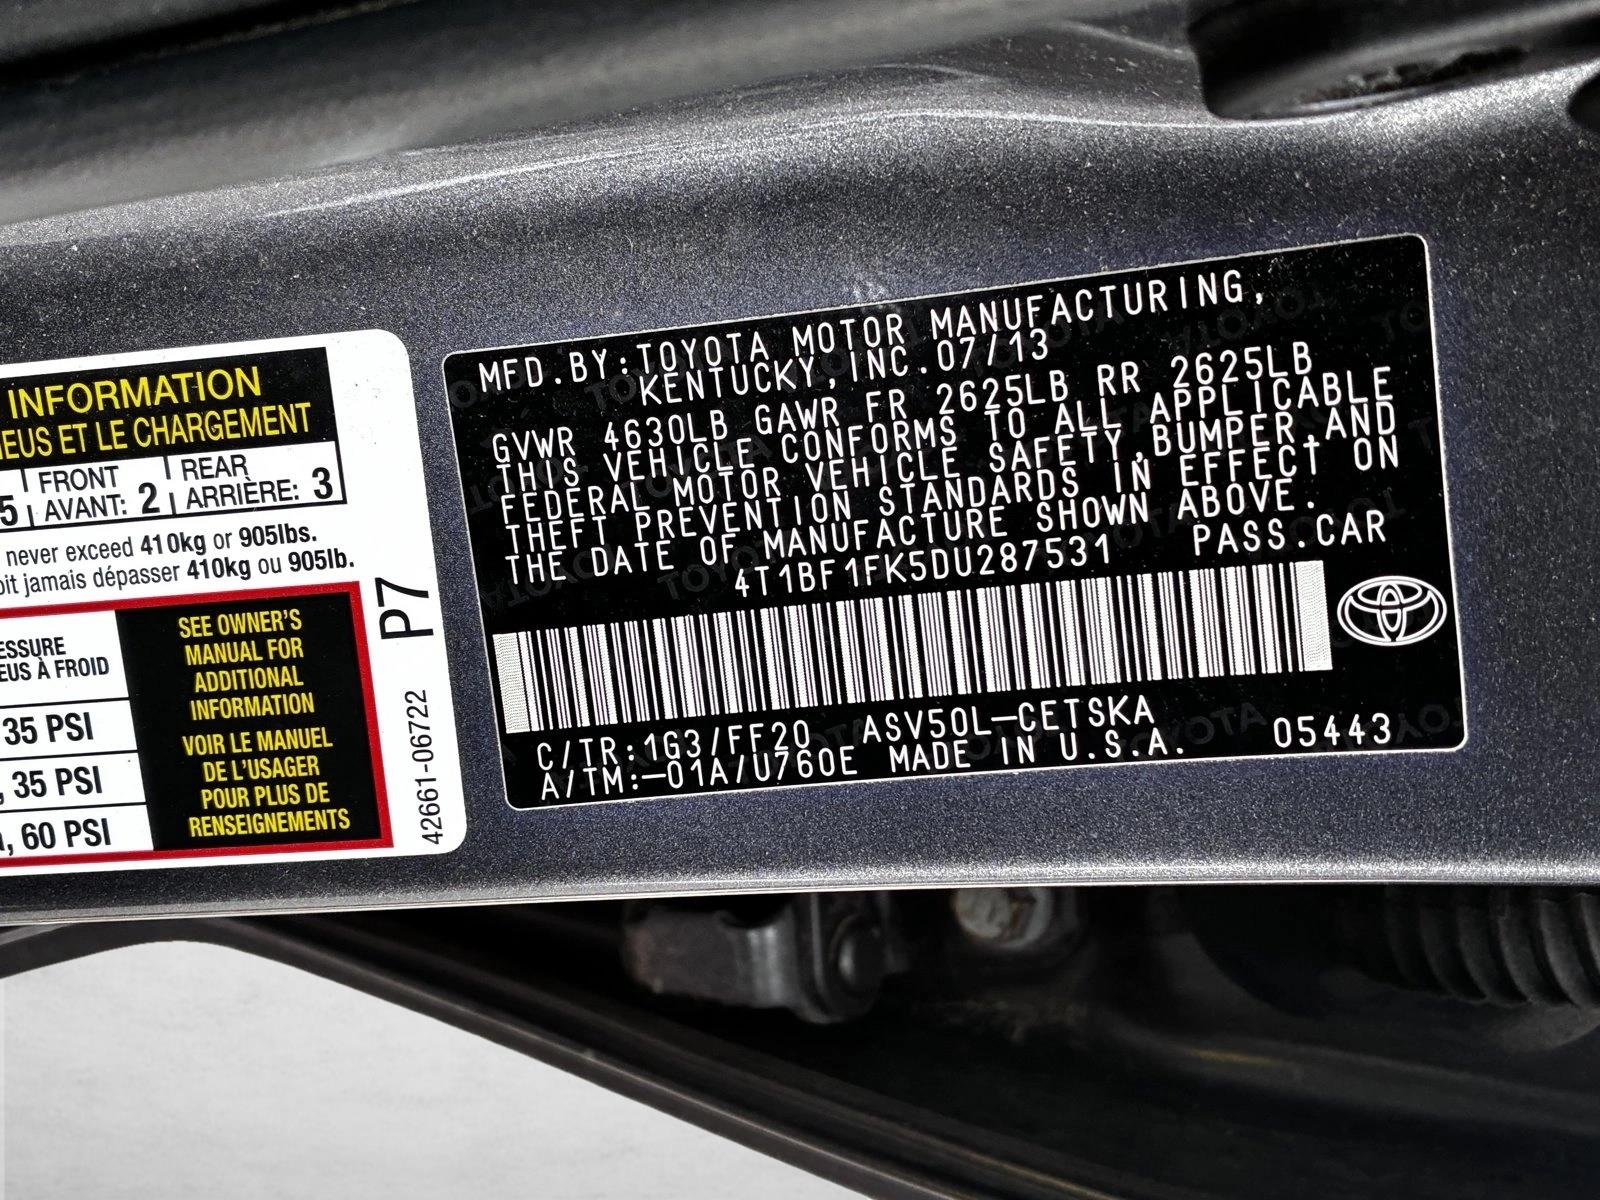 INFORMATION
EUS ET LE CHARGEMENT
5 FRONT AVANT: 2 REAR ARRIÈRE: 3
never exceed 410kg or 905lbs.
oit jamais dépasser 410kg ou 905lb.
ESSURE
EUS À FROID
35 PSI
, 35 PSI
, 60 PSI
SEE OWNER'S
MANUAL FOR
ADDITIONAL
INFORMATION
VOIR LE MANUEL
DE L'USAGER
POUR PLUS DE
RENSEIGNEMENTS
P7
42661-06722
MFD.BY:TOYOTA MOTOR MANUFACTURING,
KENTUCKY,INC.07/13
GVWR 4630LB GAWR FR 2625LB RR 2625LB
THIS VEHICLE CONFORMS TO ALL APPLICABLE
FEDERAL MOTOR VEHICLE SAFETY,BUMPER,AND
THEFT PREVENTION STANDARDS IN EFFECT ON
THE DATE OF MANUFACTURE SHOWN ABOVE.
4T1BF1FK5DU287531 PASS.CAR
C/TR:1G3/FF20 ASV50L-CETSKA
A/TM:-01A/U760E MADE IN U.S.A. 05443